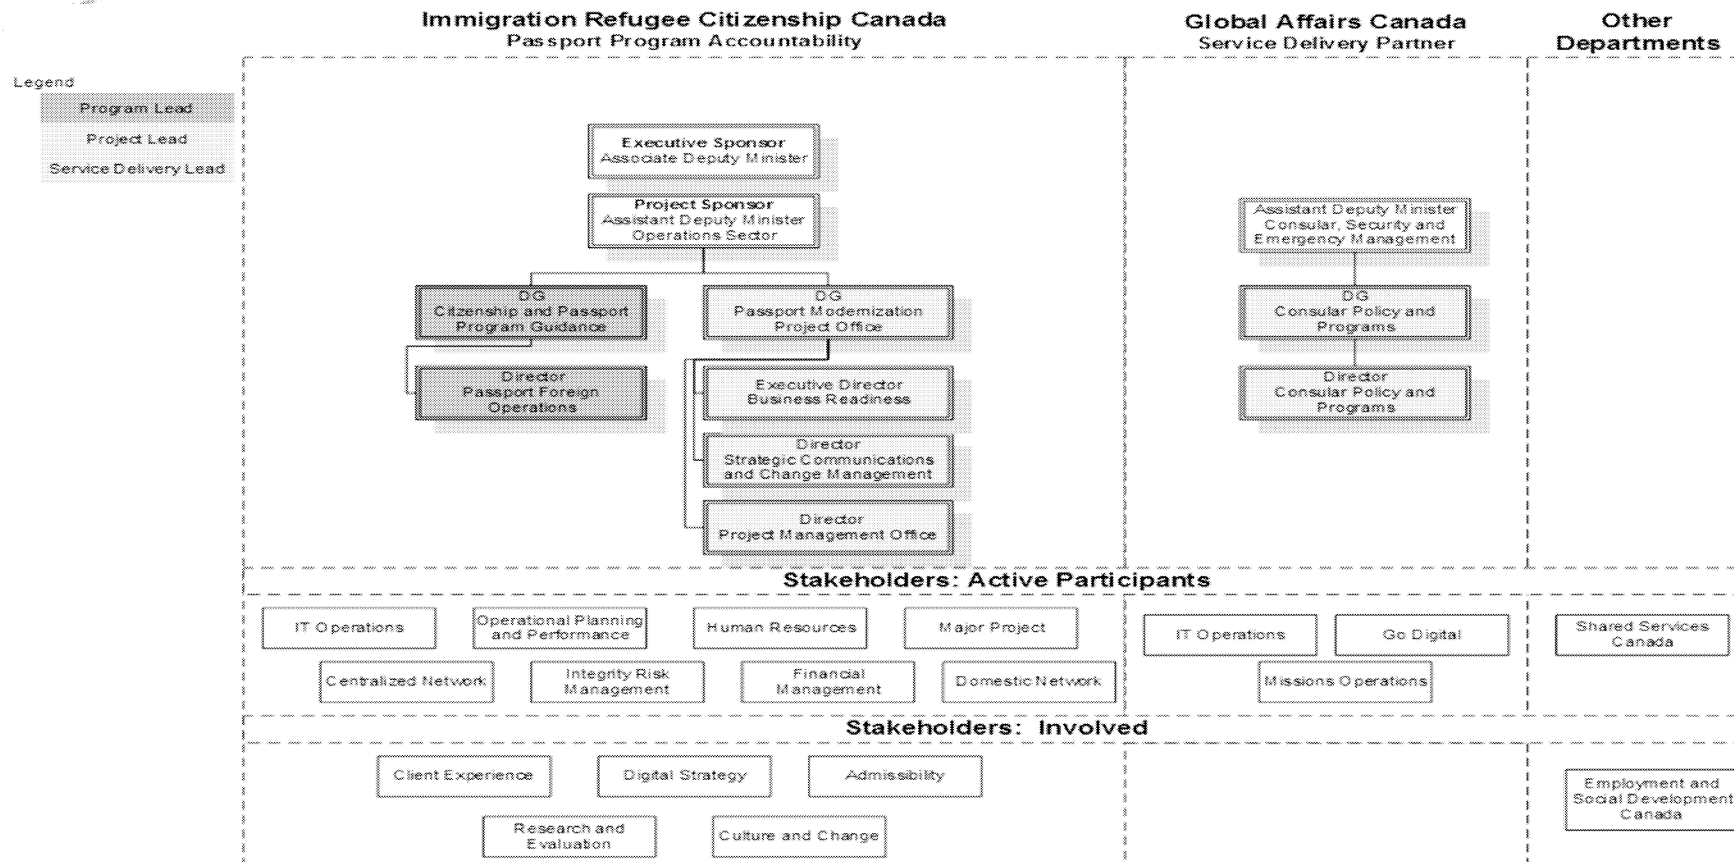 Immigration Refugee Citizenship Canada
Passport Program Accountability
Global Affairs Canada
Service Delivery Partner
Other
Departments
Legend
Program Lead
Project Lead
Service Delivery Lead
Executive Sponsor
Associate Deputy Minister
Project Sponsor
Assistant Deputy Minister
Operations Sector
DG
Citizenship and Passport
Program Guidance
DG
Passport Modernization
Project Office
Director
Passport Foreign
Operations
Executive Director
Business Readiness
Director
Strategic Communications
and Change Management
Director
Project Management Office
Assistant Deputy Minister
Consular, Security and
Emergency Management
DG
Consular Policy and
Programs
Director
Consular Policy and
Programs
Stakeholders: Active Participants
IT Operations
Operational Planning
and Performance
Human Resources
Major Project
Centralized Network
Integrity Risk
Management
Financial
Management
Domestic Network
IT Operations
Go Digital
Missions Operations
Shared Services
Canada
Stakeholders: Involved
Client Experience
Digital Strategy
Admissibility
Research and
Evaluation
Culture and Change
Employment and
Social Development
Canada